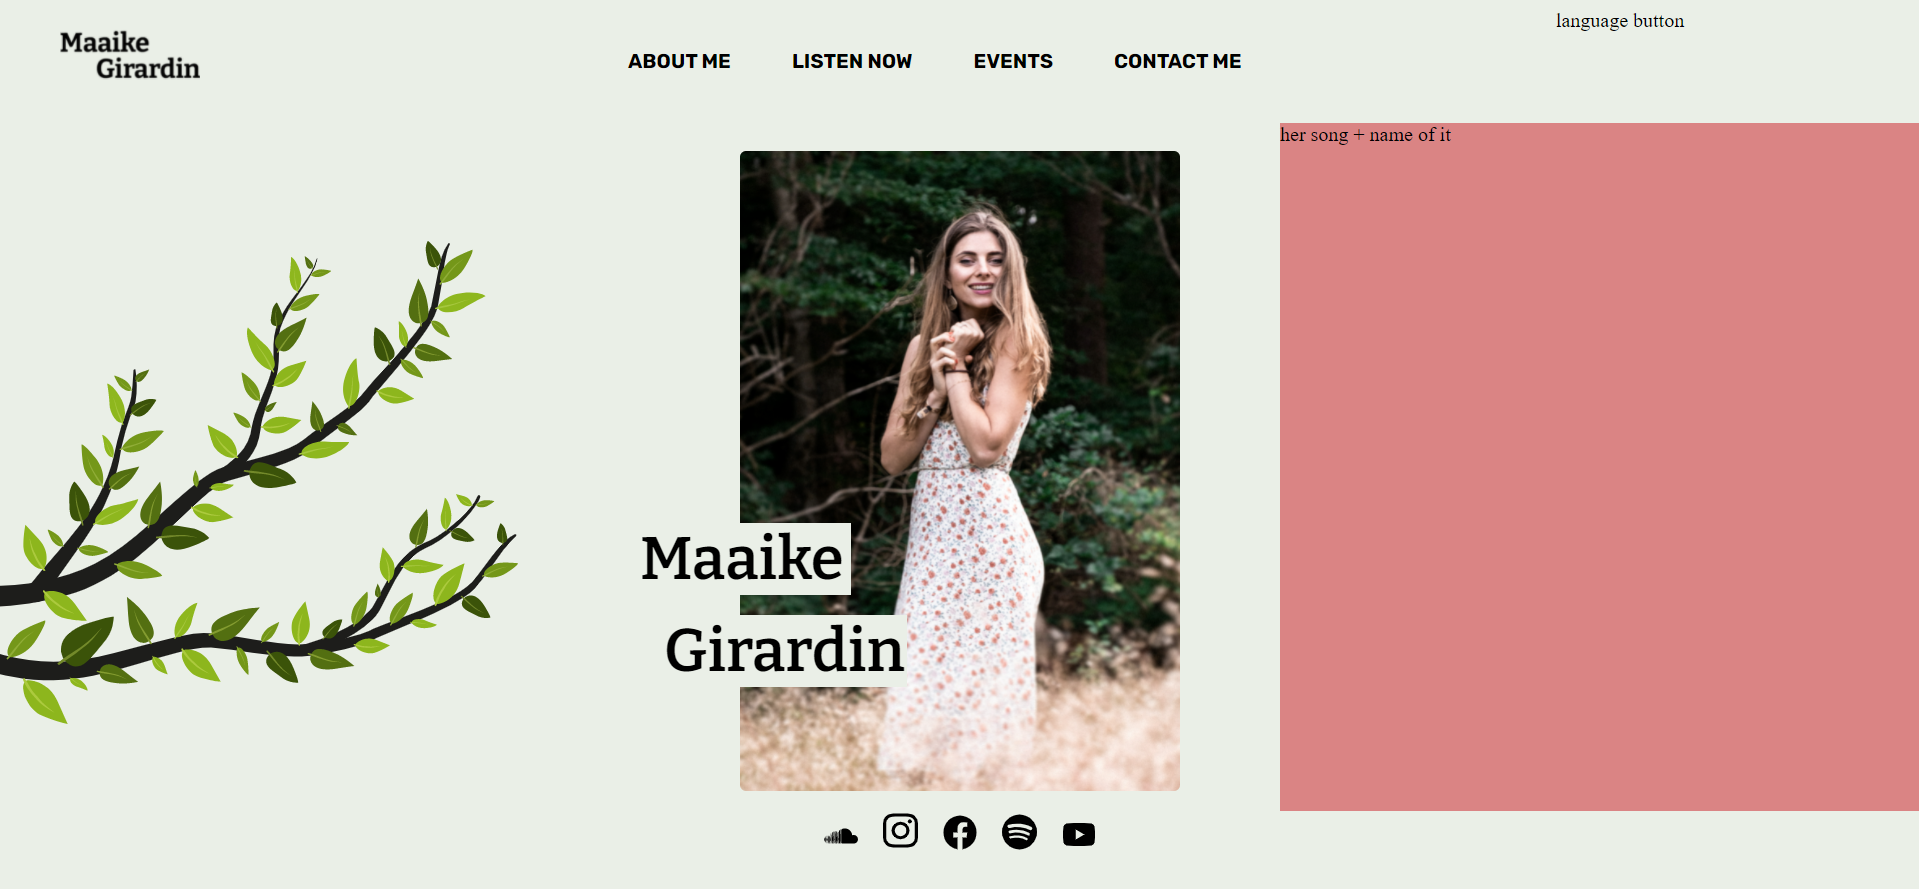 Maaike
Girardin
ABOUT ME
LISTEN NOW
EVENTS
CONTACT ME
language button
her song + name of it
Maaike
Girardin